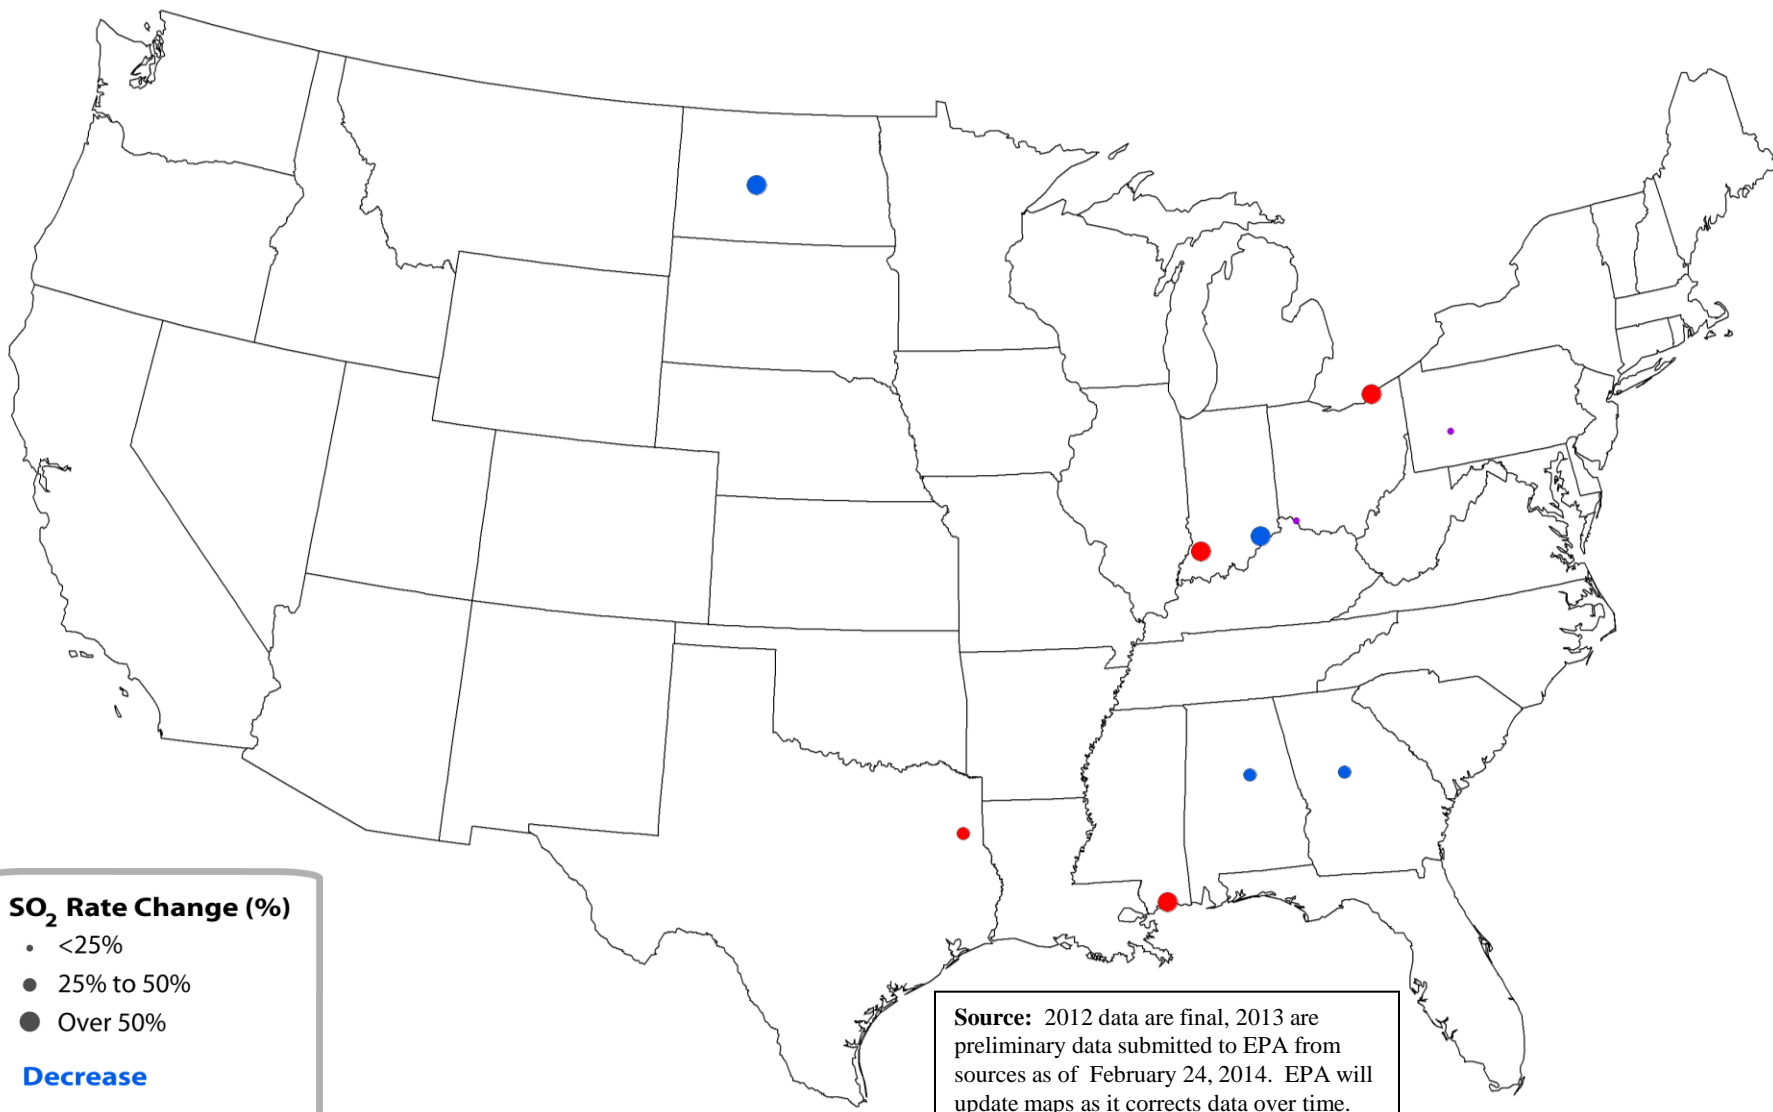 SO₂ Rate Change (%)
<25%
25% to 50%
Over 50%
Decrease
Source: 2012 data are final, 2013 are
preliminary data submitted to EPA from
sources as of February 24, 2014. EPA will
update maps as it corrects data over time.